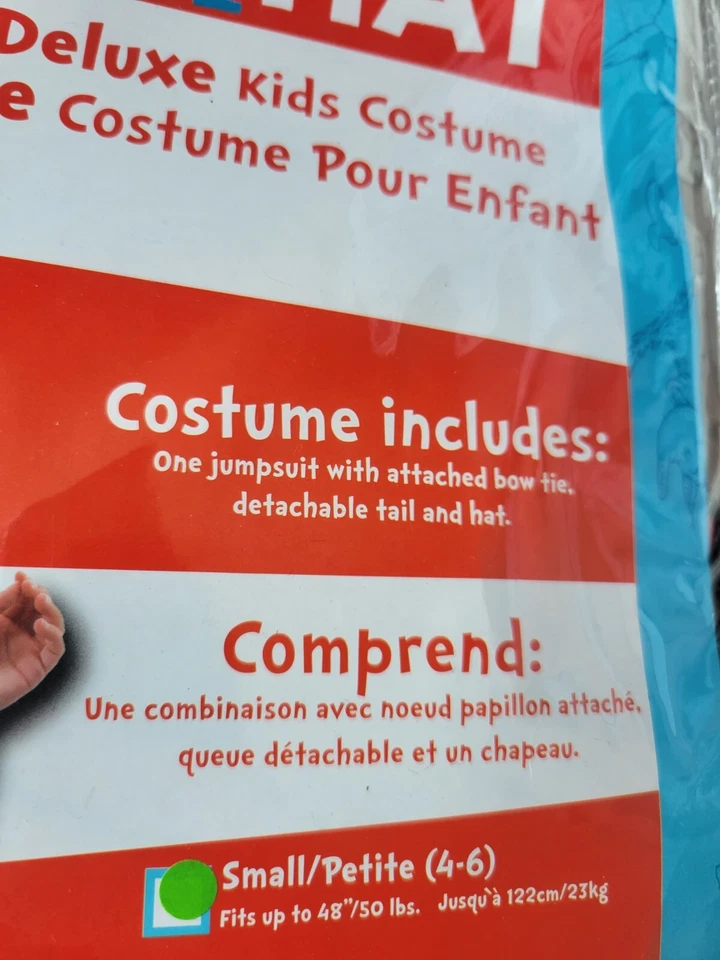 HAT
Deluxe Kids Costume
e Costume Pour Enfant
Costume includes:
One jumpsuit with attached bow tie,
detachable tail and hat.
Comprend:
Une combinaison avec noeud papillon attaché,
queue détachable et un chapeau.
Small/Petite (4-6)
Fits up to 48”/50 lbs. Jusqu`à 122cm/23kg